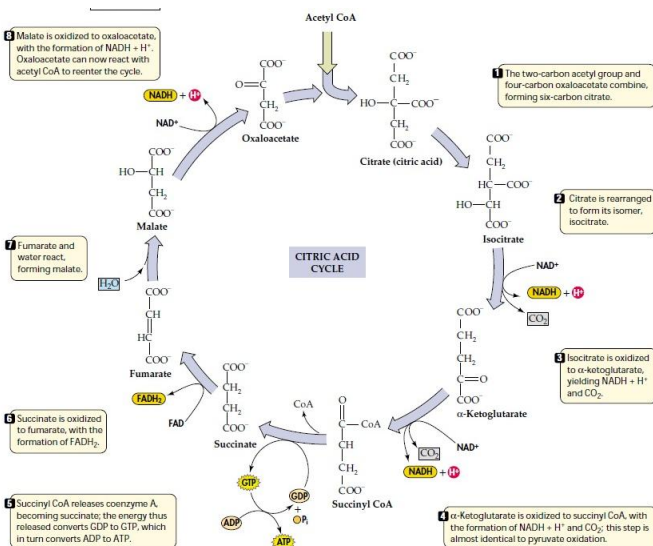 Acetyl CoA
8 Malate is oxidized to oxaloacetate,
with the formation of NADH + H⁺.
Oxaloacetate can now react with
acetyl CoA to reenter the cycle.
NADH + H+
NAD+
COO⁻
O=C
CH₂
COO⁻
Oxaloacetate
COO⁻
CH₂
HO—C—COO⁻
CH₂
COO⁻
Citrate (citric acid)
1 The two-carbon acetyl group and
four-carbon oxaloacetate combine,
forming six-carbon citrate.
COO⁻
CH₂
HC—COO⁻
HO—CH
COO⁻
Isocitrate
2 Citrate is rearranged
to form its isomer,
isocitrate.
COO⁻
HO—CH
CH₂
COO⁻
Malate
7 Fumarate and
water react,
forming malate.
H₂O
CITRIC ACID
CYCLE
NAD+
NADH + H+
CO₂
COO⁻
CH
HC
COO⁻
Fumarate
COO⁻
CH₂
CH₂
C=O
COO⁻
α-Ketoglutarate
3 Isocitrate is oxidized
to α-ketoglutarate,
yielding NADH + H⁺
and CO₂.
FADH₂
FAD
6 Succinate is oxidized
to fumarate, with the
formation of FADH₂.
COO⁻
CH₂
CH₂
COO⁻
Succinate
CoA
O
C—CoA
CH
CH₂
COO⁻
Succinyl CoA
NAD+
CO₂
NADH + H+
GTP
GDP
+
Pᵢ
ADP
ATP
5 Succinyl CoA releases coenzyme A,
becoming succinate; the energy thus
released converts GDP to GTP, which
in turn converts ADP to ATP.
4 α-Ketoglutarate is oxidized to succinyl CoA, with
the formation of NADH + H⁺ and CO₂; this step is
almost identical to pyruvate oxidation.